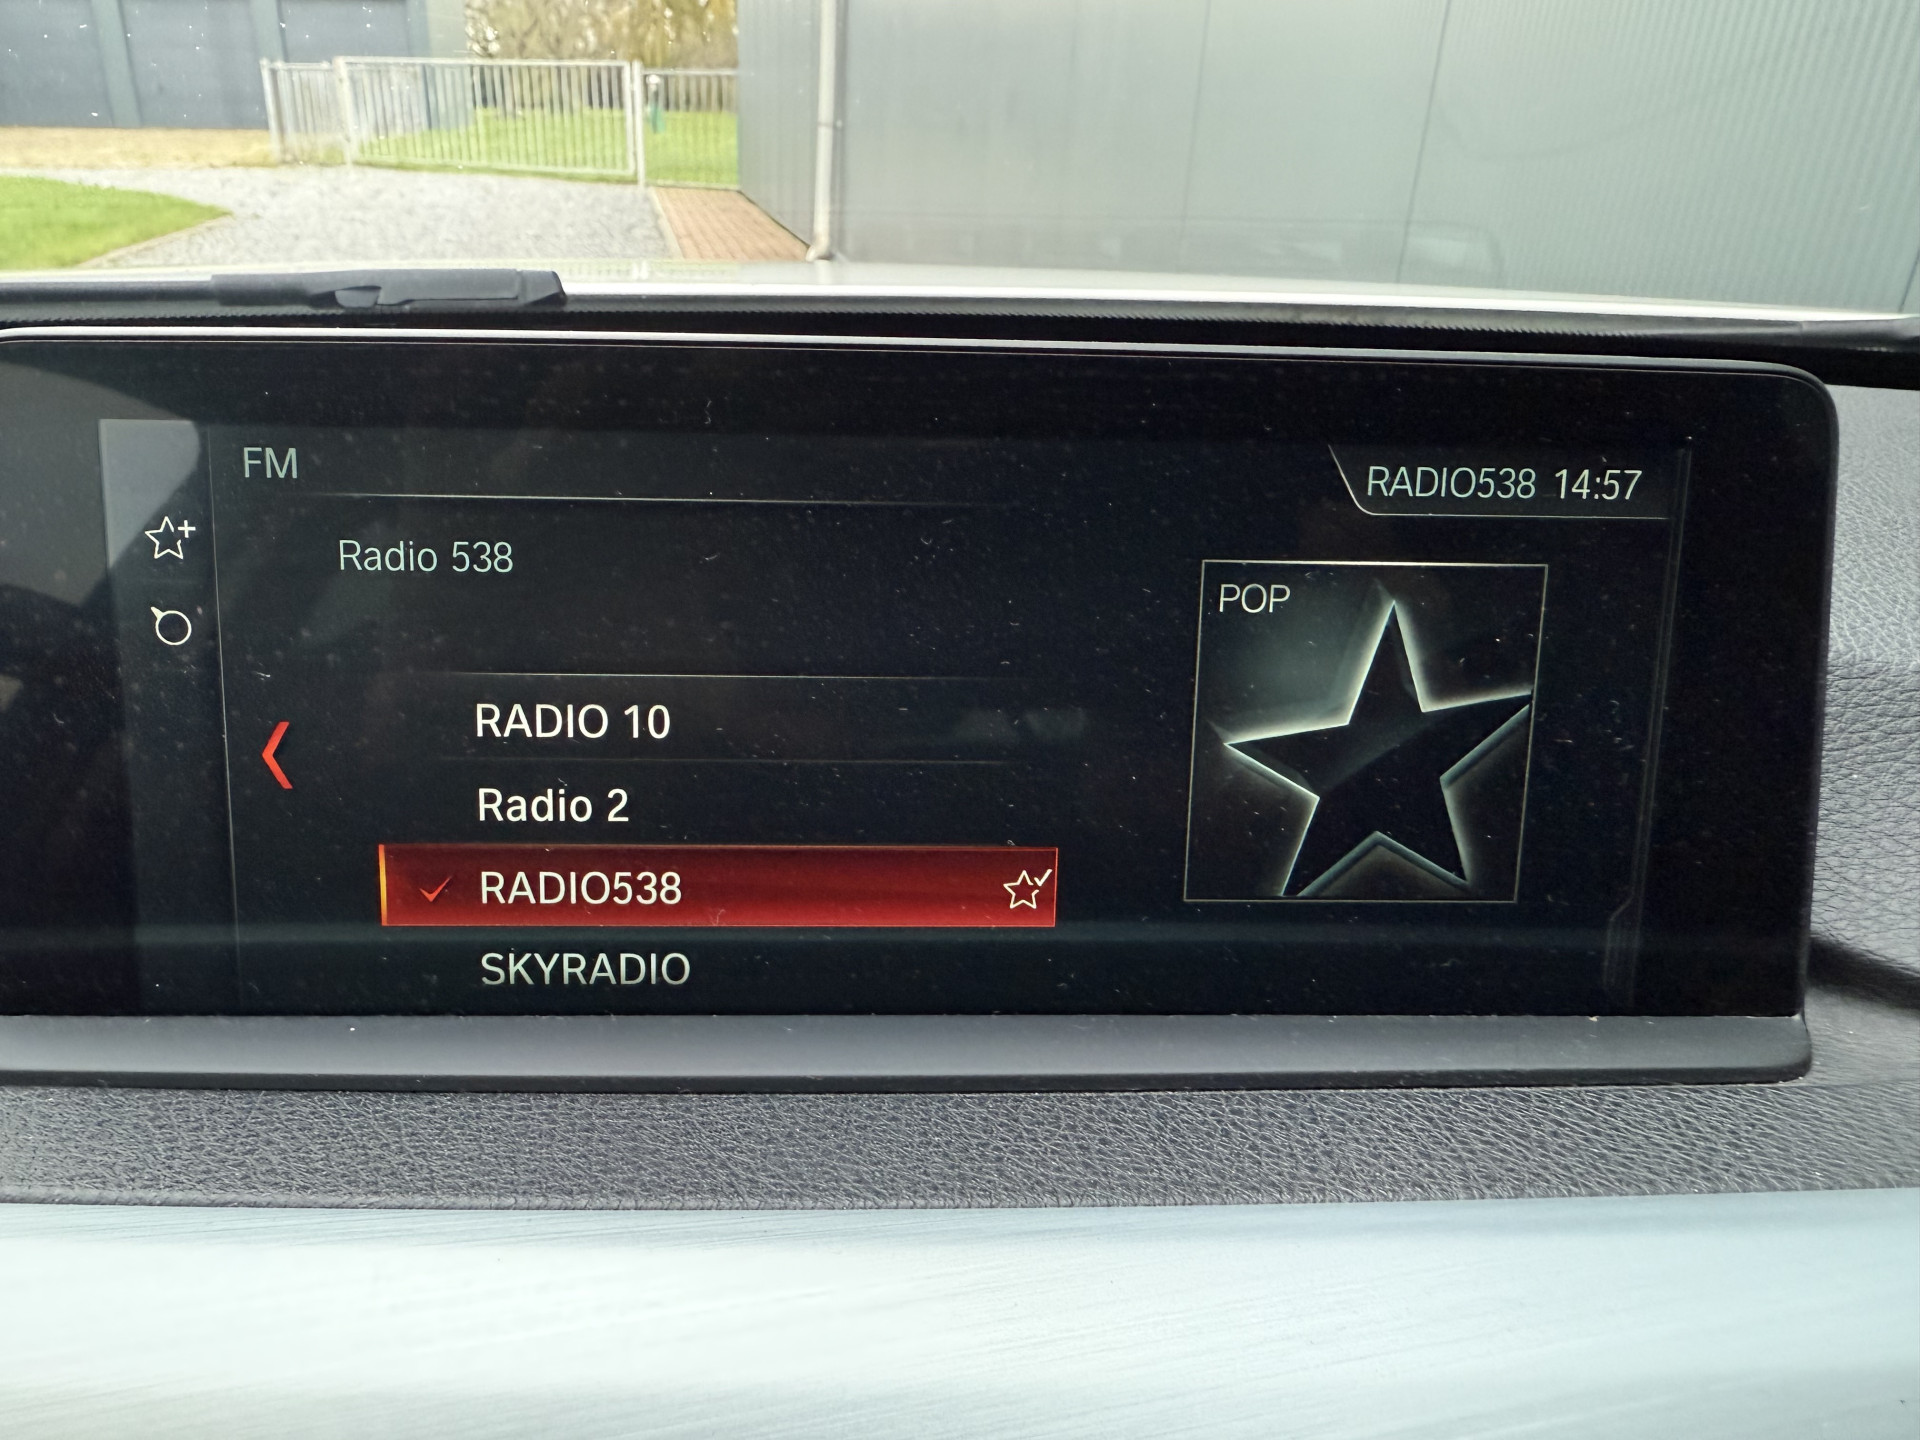 FM
RADIO538 14:57
Radio 538
POP
RADIO 10
Radio 2
RADIO538
SKYRADIO